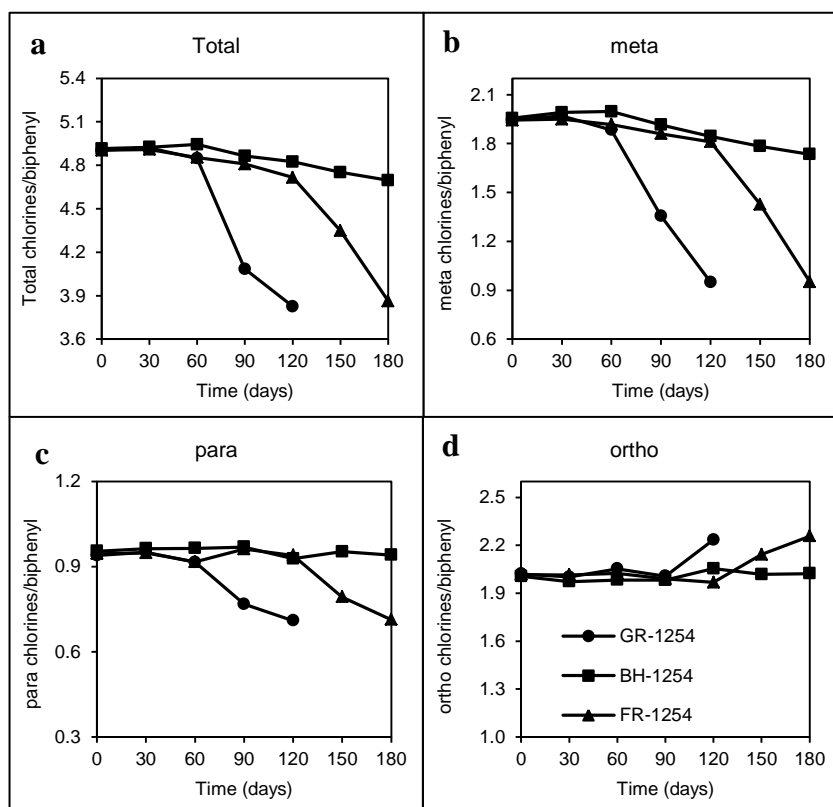 a
Total
5.4
5.1
4.8
4.5
4.2
3.9
3.6
Total chlorines/biphenyl
0 30 60 90 120 150 180
Time (days)
b
meta
2.1
1.8
1.5
1.2
0.9
0.6
meta chlorines/biphenyl
0 30 60 90 120 150 180
Time (days)
c
para
1.2
0.9
0.6
0.3
para chlorines/biphenyl
0 30 60 90 120 150 180
Time (days)
d
ortho
2.5
2.2
1.9
1.6
1.3
1.0
ortho chlorines/biphenyl
GR-1254
BH-1254
FR-1254
0 30 60 90 120 150 180
Time (days)